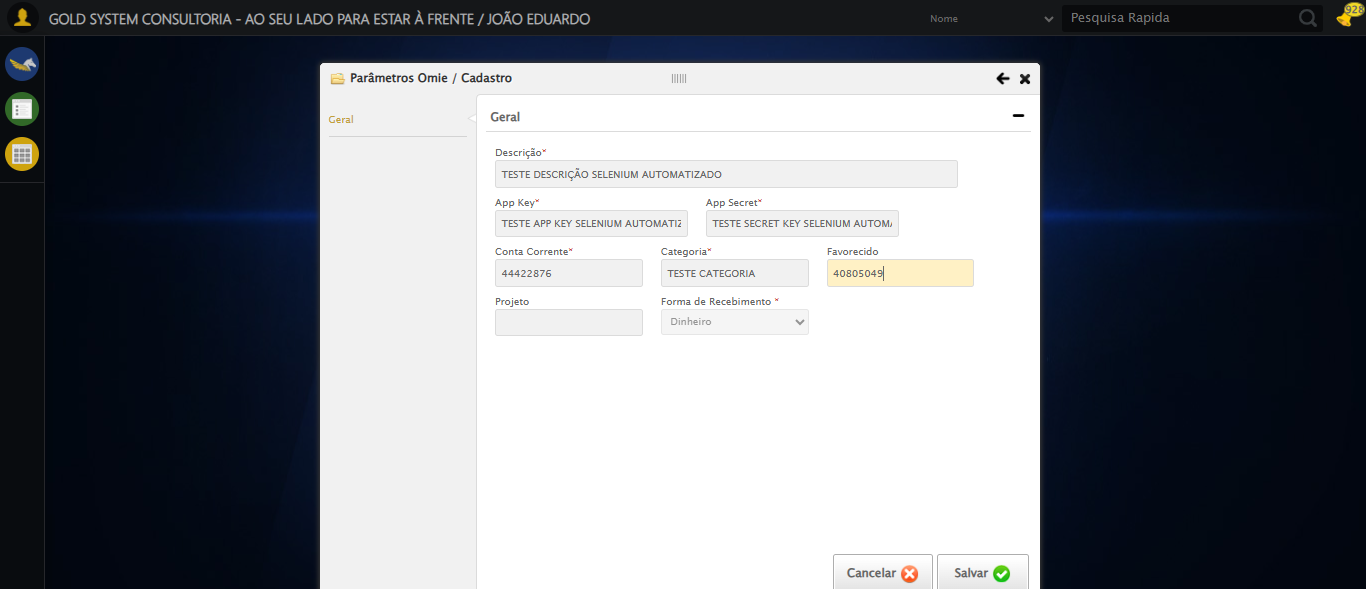 GOLD SYSTEM CONSULTORIA - AO SEU LADO PARA ESTAR À FRENTE / JOÃO EDUARDO
Nome
Pesquisa Rapida
928
Parâmetros Omie / Cadastro
Geral
Geral
Descrição*
TESTE DESCRIÇÃO SELENIUM AUTOMATIZADO
App Key* App Secret*
TESTE APP KEY SELENIUM AUTOMATIZ TESTE SECRET KEY SELENIUM AUTOMA
Conta Corrente* Categoria* Favorecido
44422876 TESTE CATEGORIA 40805049
Projeto Forma de Recebimento *
Dinheiro
Cancelar Salvar